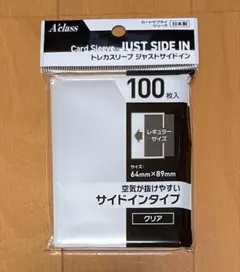 A'class
カードサプライ
シリーズ
日本製
Card Sleeve JUST SIDE IN
トレカスリーブ ジャストサイドイン
100枚入
レギュラー
サイズ
サイズ:
64mm×89mm
空気が抜けやすい
サイドインタイプ
クリア